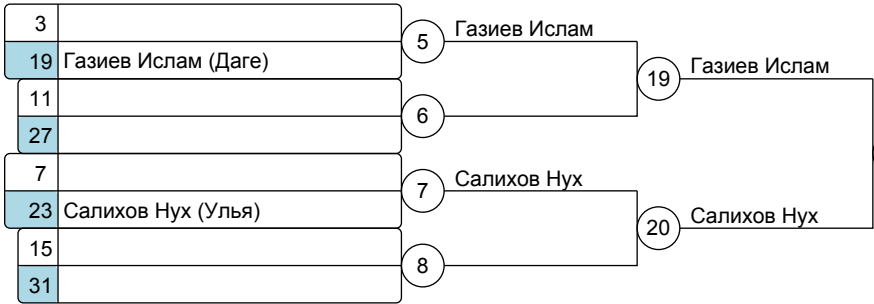 3
5
Газиев Ислам
19 Газиев Ислам (Даге)
19
Газиев Ислам
11
6
27
7
7
Салихов Нух
23 Салихов Нух (Улья)
20
Салихов Нух
15
8
31